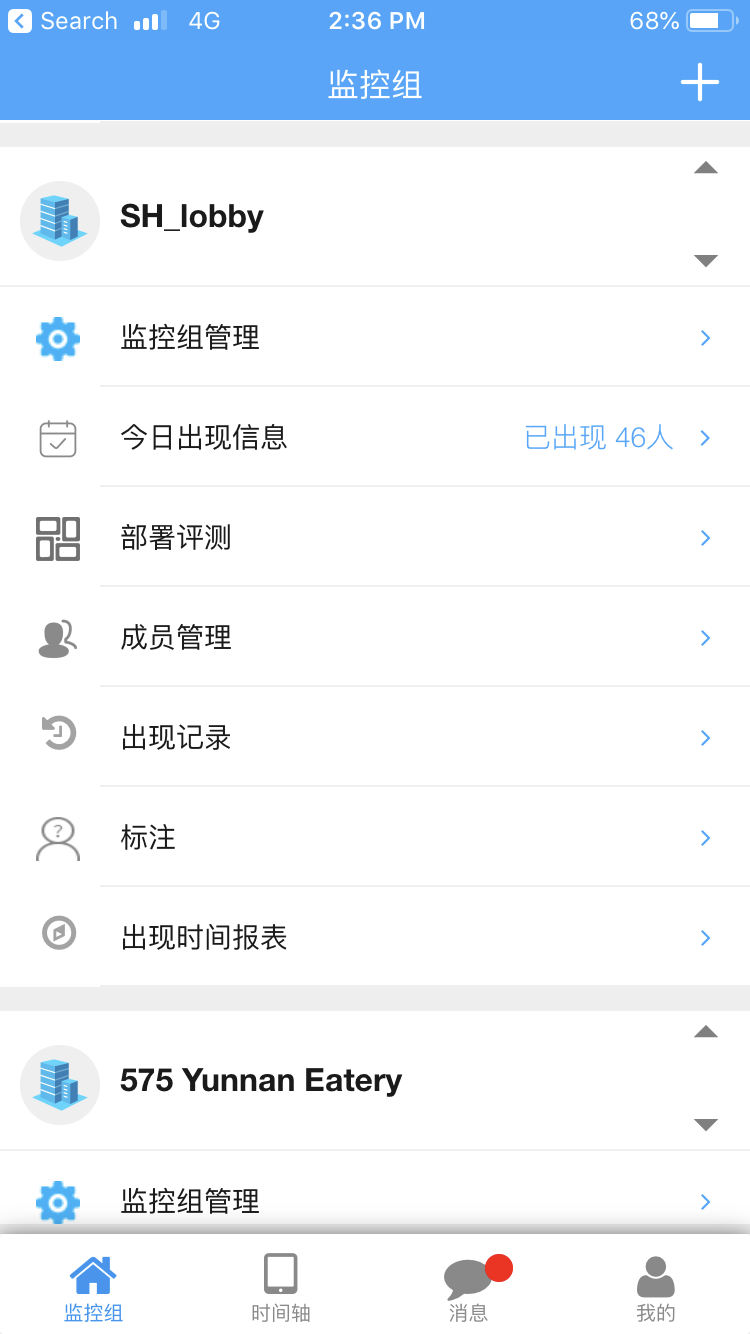 Search 4G 2:36 PM 68%
监控组
SH_lobby
监控组管理
今日出现信息 已出现 46人
部署评测
成员管理
出现记录
?
标注
出现时间报表
575 Yunnan Eatery
监控组管理
监控组 时间轴 消息 我的